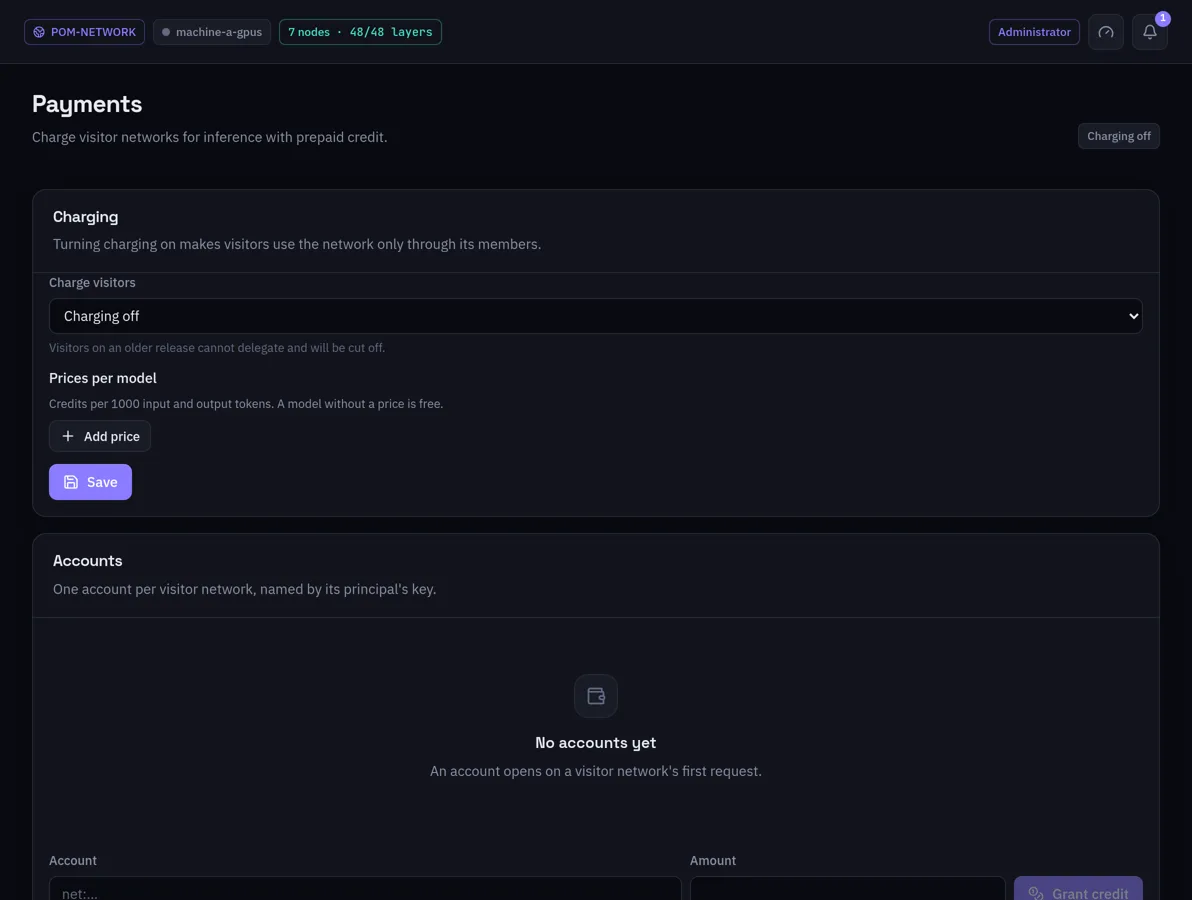 POM-NETWORK
machine-a-gpus
7 nodes · 48/48 layers
Administrator
1
Payments
Charge visitor networks for inference with prepaid credit.
Charging off
Charging
Turning charging on makes visitors use the network only through its members.
Charge visitors
Charging off
Visitors on an older release cannot delegate and will be cut off.
Prices per model
Credits per 1000 input and output tokens. A model without a price is free.
Add price
Save
Accounts
One account per visitor network, named by its principal's key.
No accounts yet
An account opens on a visitor network's first request.
Account
Amount
net:...
Grant credit